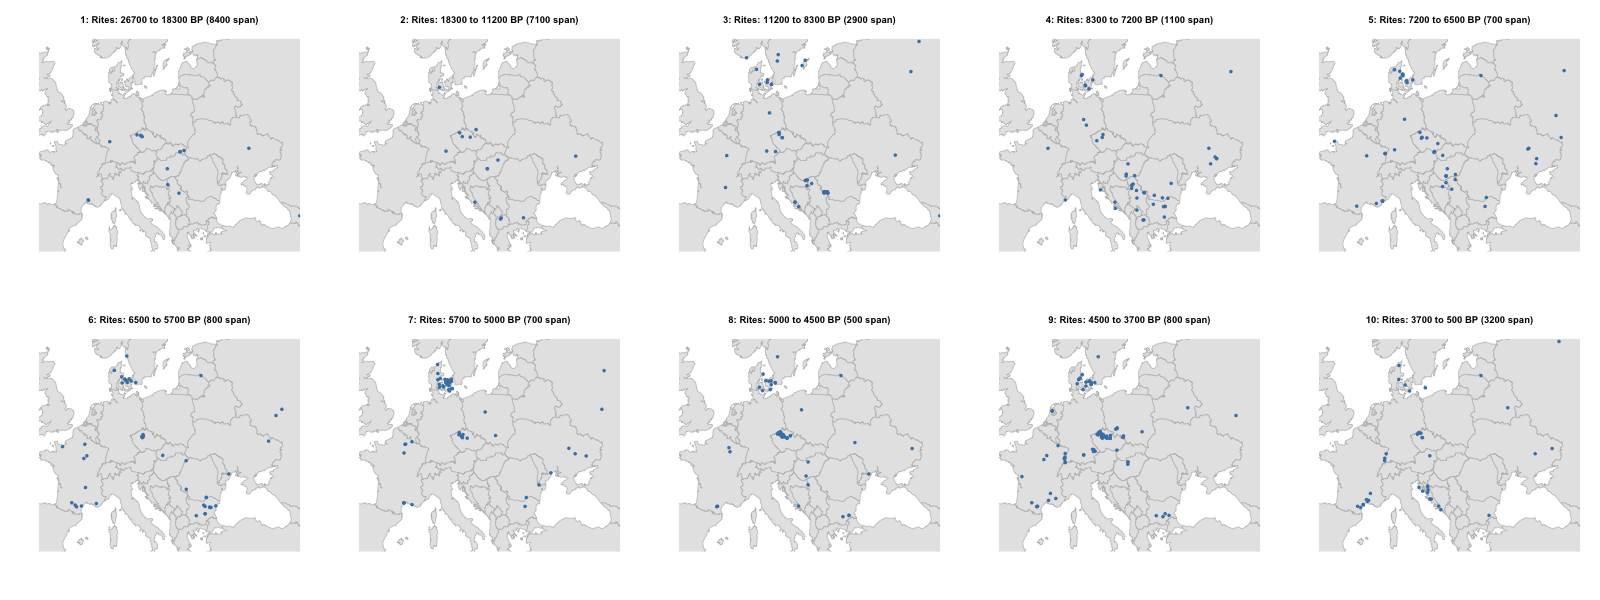 1: Rites: 26700 to 18300 BP (8400 span)
2: Rites: 18300 to 11200 BP (7100 span)
3: Rites: 11200 to 8300 BP (2900 span)
4: Rites: 8300 to 7200 BP (1100 span)
5: Rites: 7200 to 6500 BP (700 span)
6: Rites: 6500 to 5700 BP (800 span)
7: Rites: 5700 to 5000 BP (700 span)
8: Rites: 5000 to 4500 BP (500 span)
9: Rites: 4500 to 3700 BP (800 span)
10: Rites: 3700 to 500 BP (3200 span)